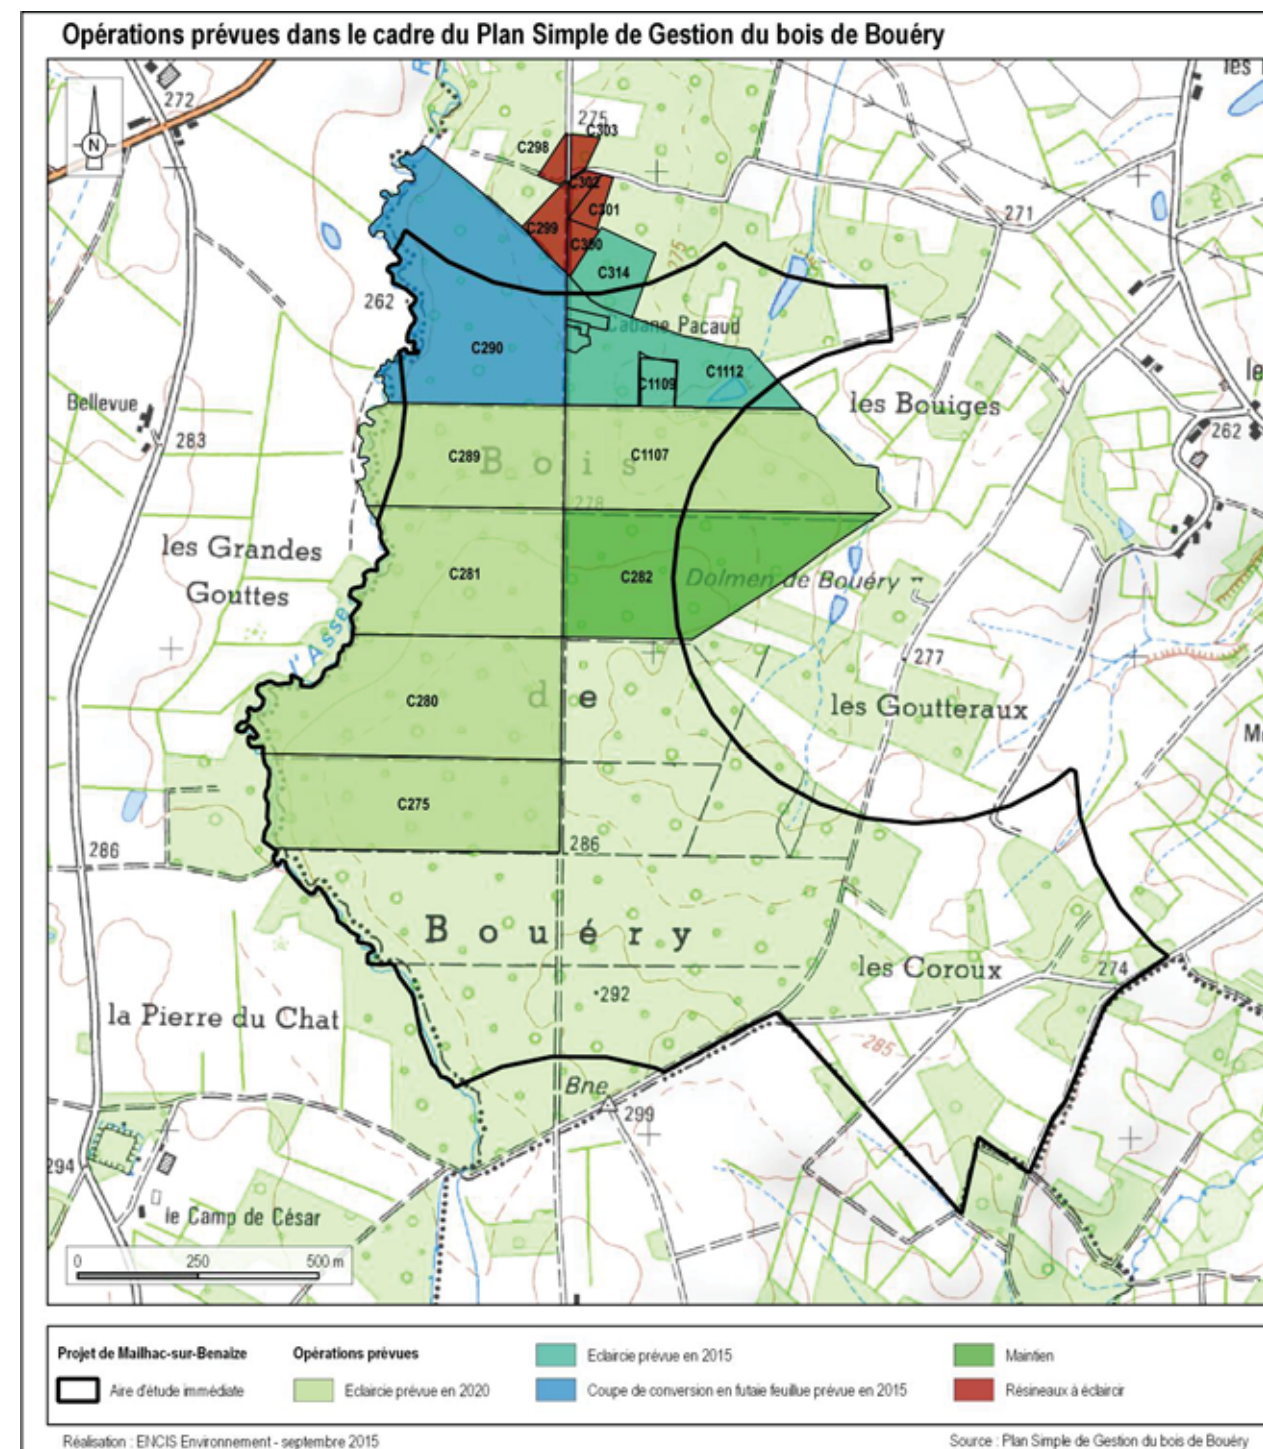 Opérations prévues dans le cadre du Plan Simple de Gestion du bois de Bouéry
les
272
275
C303
C298
N
C302
C301
271
C299
C300
275
C314
262
Cabane Pacaud
C290
C1112
C1109
Bellevue
les Bouiges
le
283
262
C289
Bois
C1107
278
les Grandes
Gouttes
C281
C282
Dolmen de Bouéry
l'Asse
277
C280
de
les Goutteraux
M
C275
286
286
Bouéry
les Coroux
274
292
la Pierre du Chat
285
Bne
299
294
le Camp de César
0 250 500 m
Projet de Mailhac-sur-Benaize
Opérations prévues
Eclaircie prévue en 2015
Maintien
Aire d'étude immédiate
Eclaircie prévue en 2020
Coupe de conversion en futaie feuillue prévue en 2015
Résineaux à éclaircir
Réalisation : ENCIS Environnement - septembre 2015
Source : Plan Simple de Gestion du bois de Bouéry